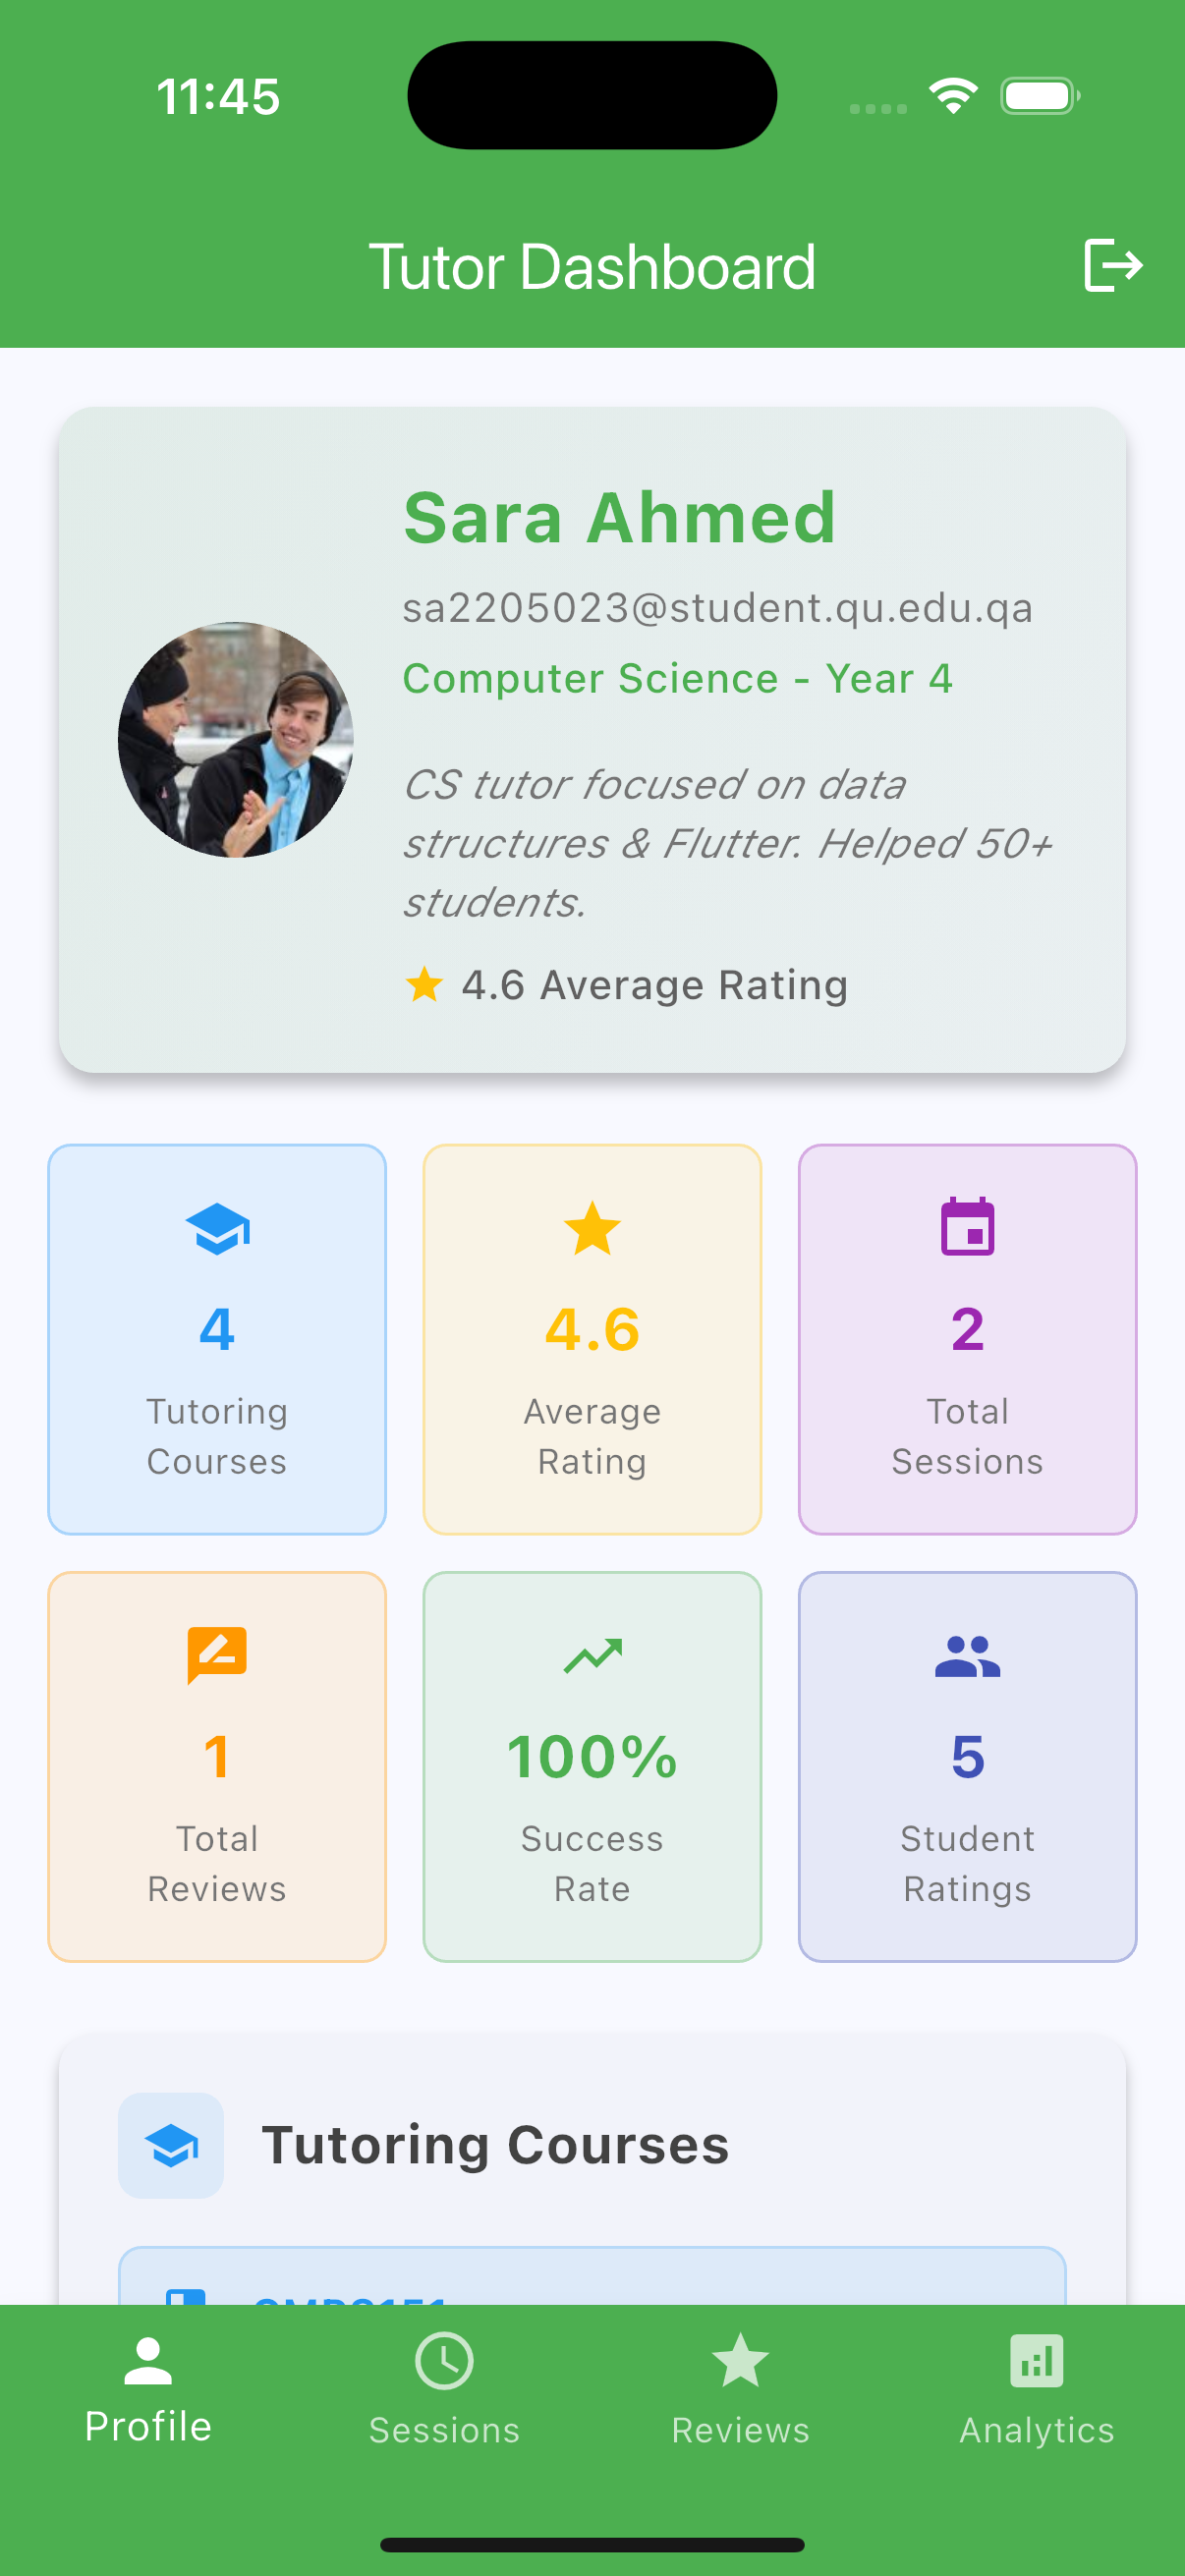 11:45
Tutor Dashboard
Sara Ahmed
sa2205023@student.qu.edu.qa
Computer Science - Year 4
CS tutor focused on data
structures & Flutter. Helped 50+
students.
4.6 Average Rating
4
Tutoring
Courses
4.6
Average
Rating
2
Total
Sessions
1
Total
Reviews
100%
Success
Rate
5
Student
Ratings
Tutoring Courses
Profile
Sessions
Reviews
Analytics